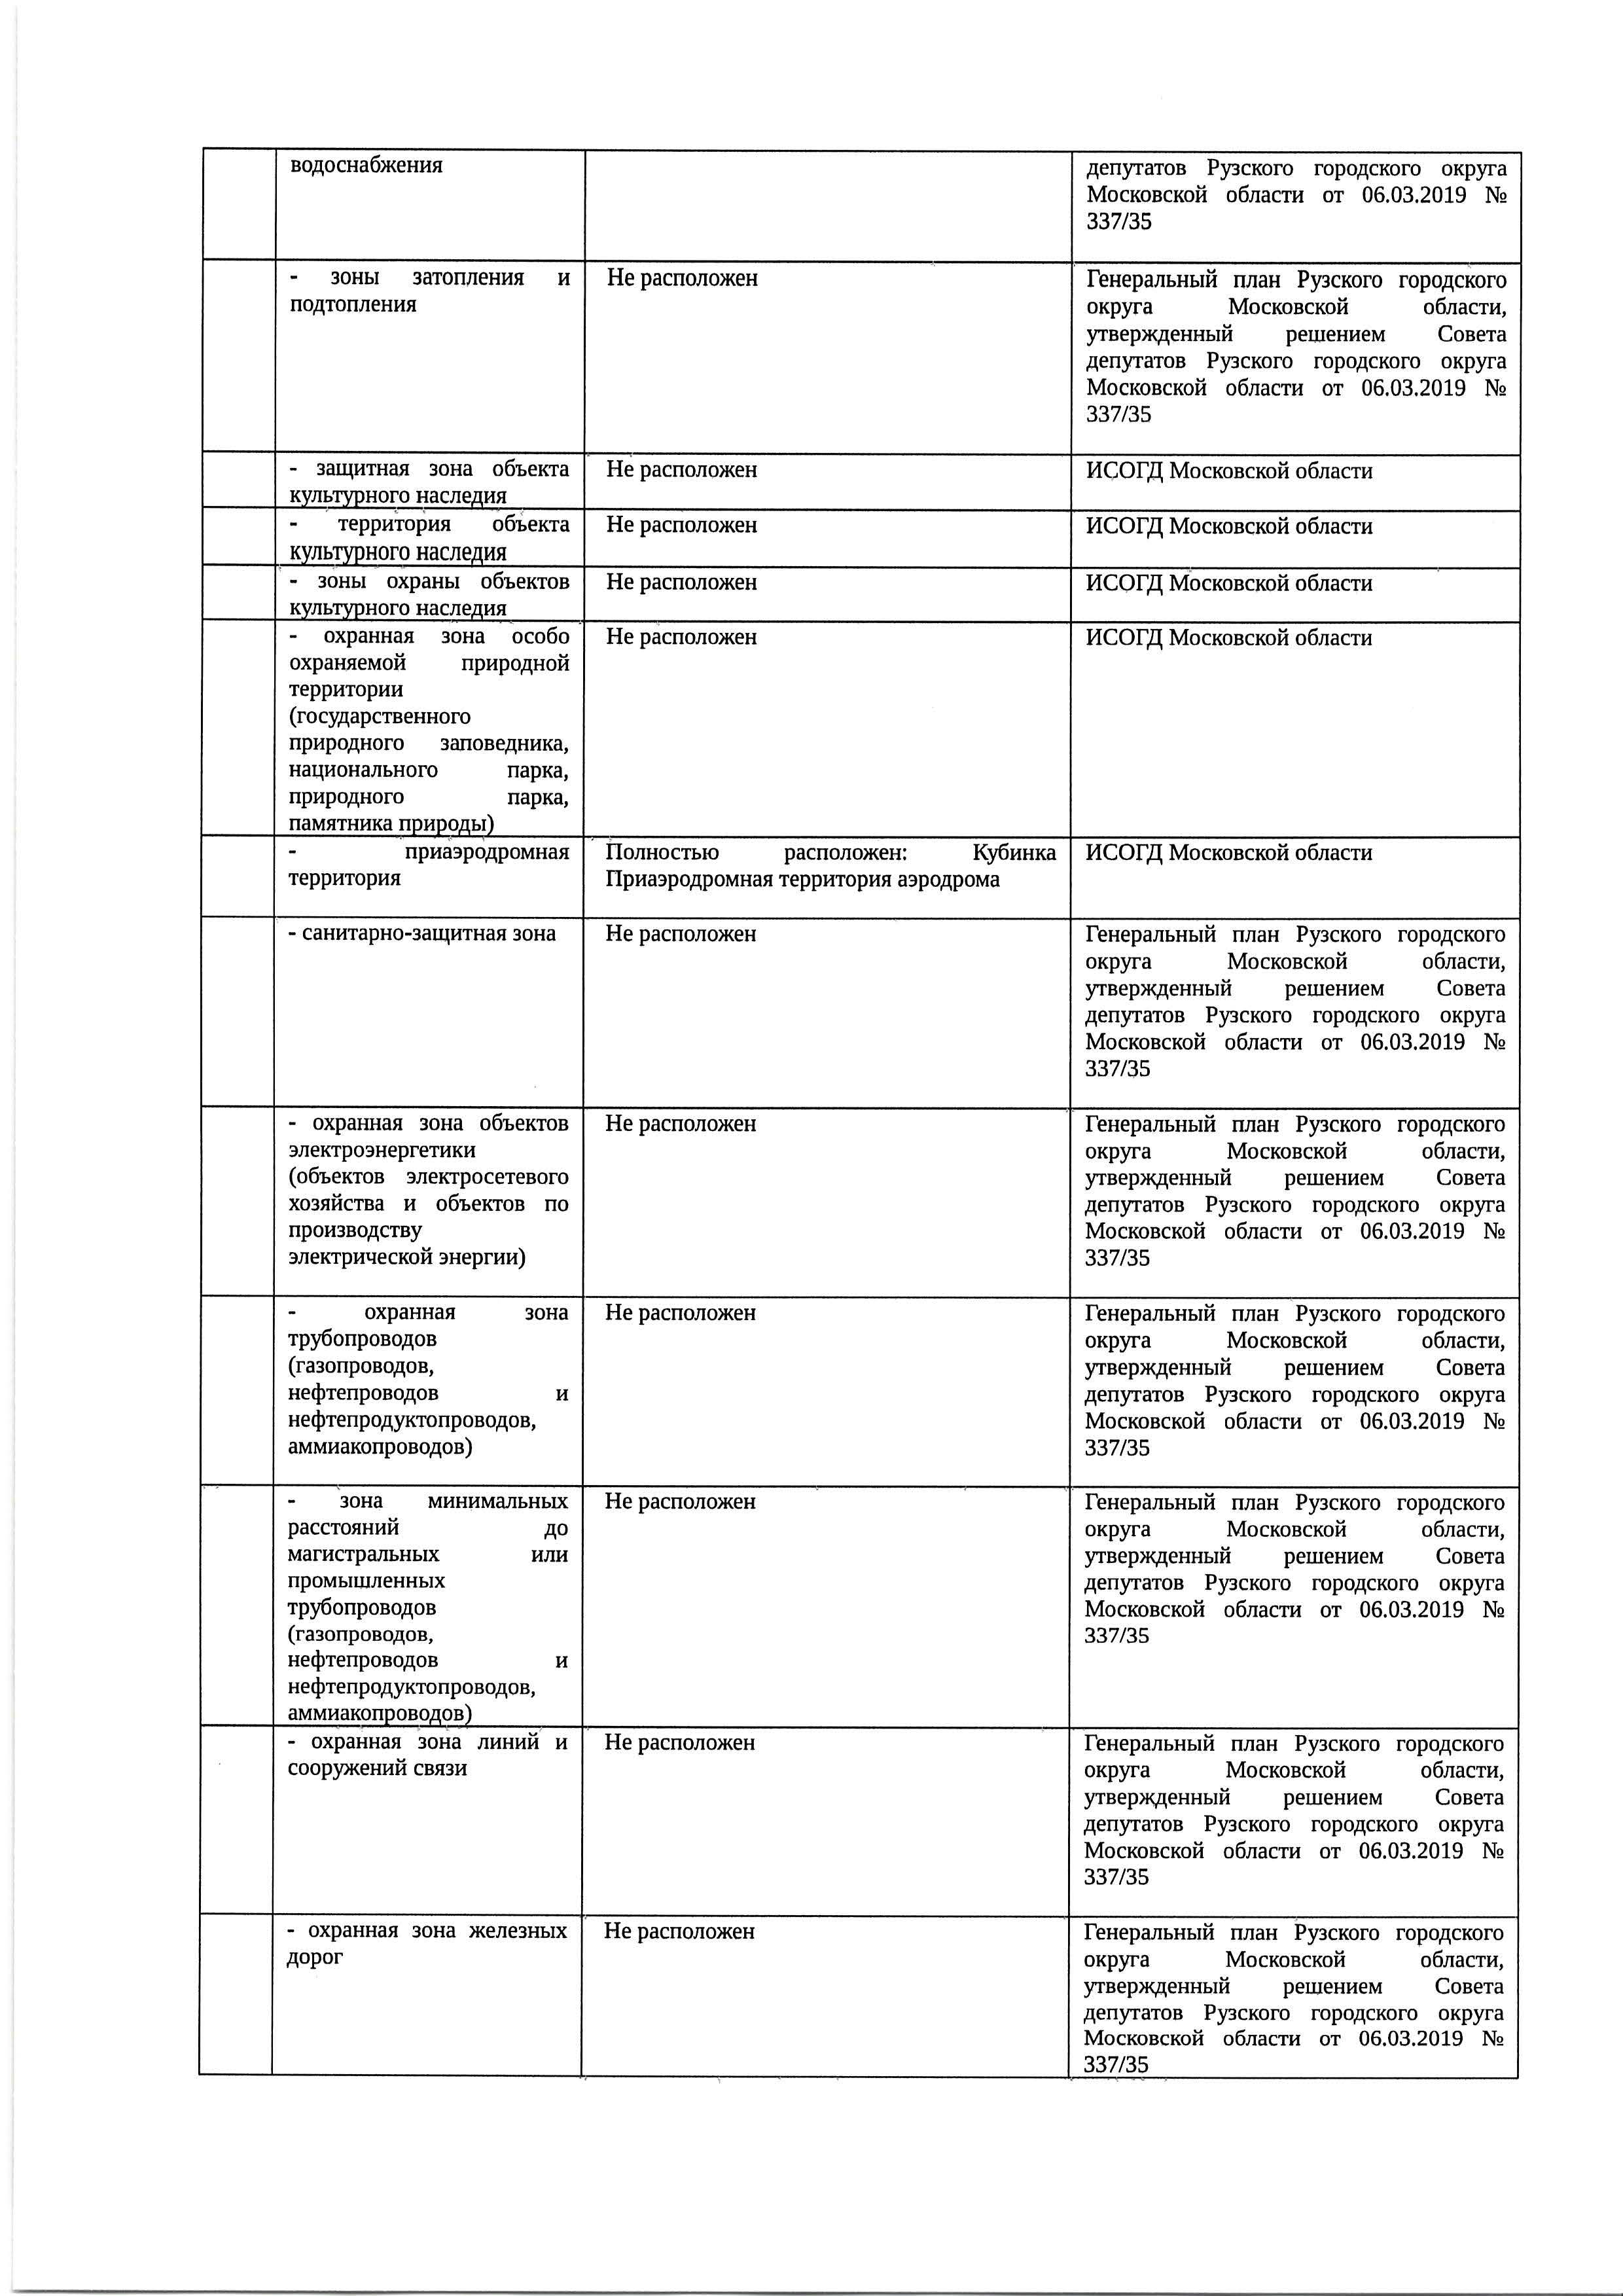 водоснабжения
депутатов Рузского городского округа
Московской области от 06.03.2019 №
337/35
- зоны затопления и
подтопления
Не расположен
Генеральный план Рузского городского
округа Московской области,
утвержденный решением Совета
депутатов Рузского городского округа
Московской области от 06.03.2019 №
337/35
- защитная зона объекта
культурного наследия
Не расположен
ИСОГД Московской области
- территория объекта
культурного наследия
Не расположен
ИСОГД Московской области
- зоны охраны объектов
культурного наследия
Не расположен
ИСОГД Московской области
- охранная зона особо
охраняемой природной
территории
(государственного
природного заповедника,
национального парка,
природного парка,
памятника природы)
Не расположен
ИСОГД Московской области
- приаэродромная
территория
Полностью расположен: Кубинка
Приаэродромная территория аэродрома
ИСОГД Московской области
- санитарно-защитная зона
Не расположен
Генеральный план Рузского городского
округа Московской области,
утвержденный решением Совета
депутатов Рузского городского округа
Московской области от 06.03.2019 №
337/35
- охранная зона объектов
электроэнергетики
(объектов электросетевого
хозяйства и объектов по
производству
электрической энергии)
Не расположен
Генеральный план Рузского городского
округа Московской области,
утвержденный решением Совета
депутатов Рузского городского округа
Московской области от 06.03.2019 №
337/35
- охранная зона
трубопроводов
(газопроводов,
нефтепроводов и
нефтепродуктопроводов,
аммиакопроводов)
Не расположен
Генеральный план Рузского городского
округа Московской области,
утвержденный решением Совета
депутатов Рузского городского округа
Московской области от 06.03.2019 №
337/35
- зона минимальных
расстояний до
магистральных или
промышленных
трубопроводов
(газопроводов,
нефтепроводов и
нефтепродуктопроводов,
аммиакопроводов)
Не расположен
Генеральный план Рузского городского
округа Московской области,
утвержденный решением Совета
депутатов Рузского городского округа
Московской области от 06.03.2019 №
337/35
- охранная зона линий и
сооружений связи
Не расположен
Генеральный план Рузского городского
округа Московской области,
утвержденный решением Совета
депутатов Рузского городского округа
Московской области от 06.03.2019 №
337/35
- охранная зона железных
дорог
Не расположен
Генеральный план Рузского городского
округа Московской области,
утвержденный решением Совета
депутатов Рузского городского округа
Московской области от 06.03.2019 №
337/35